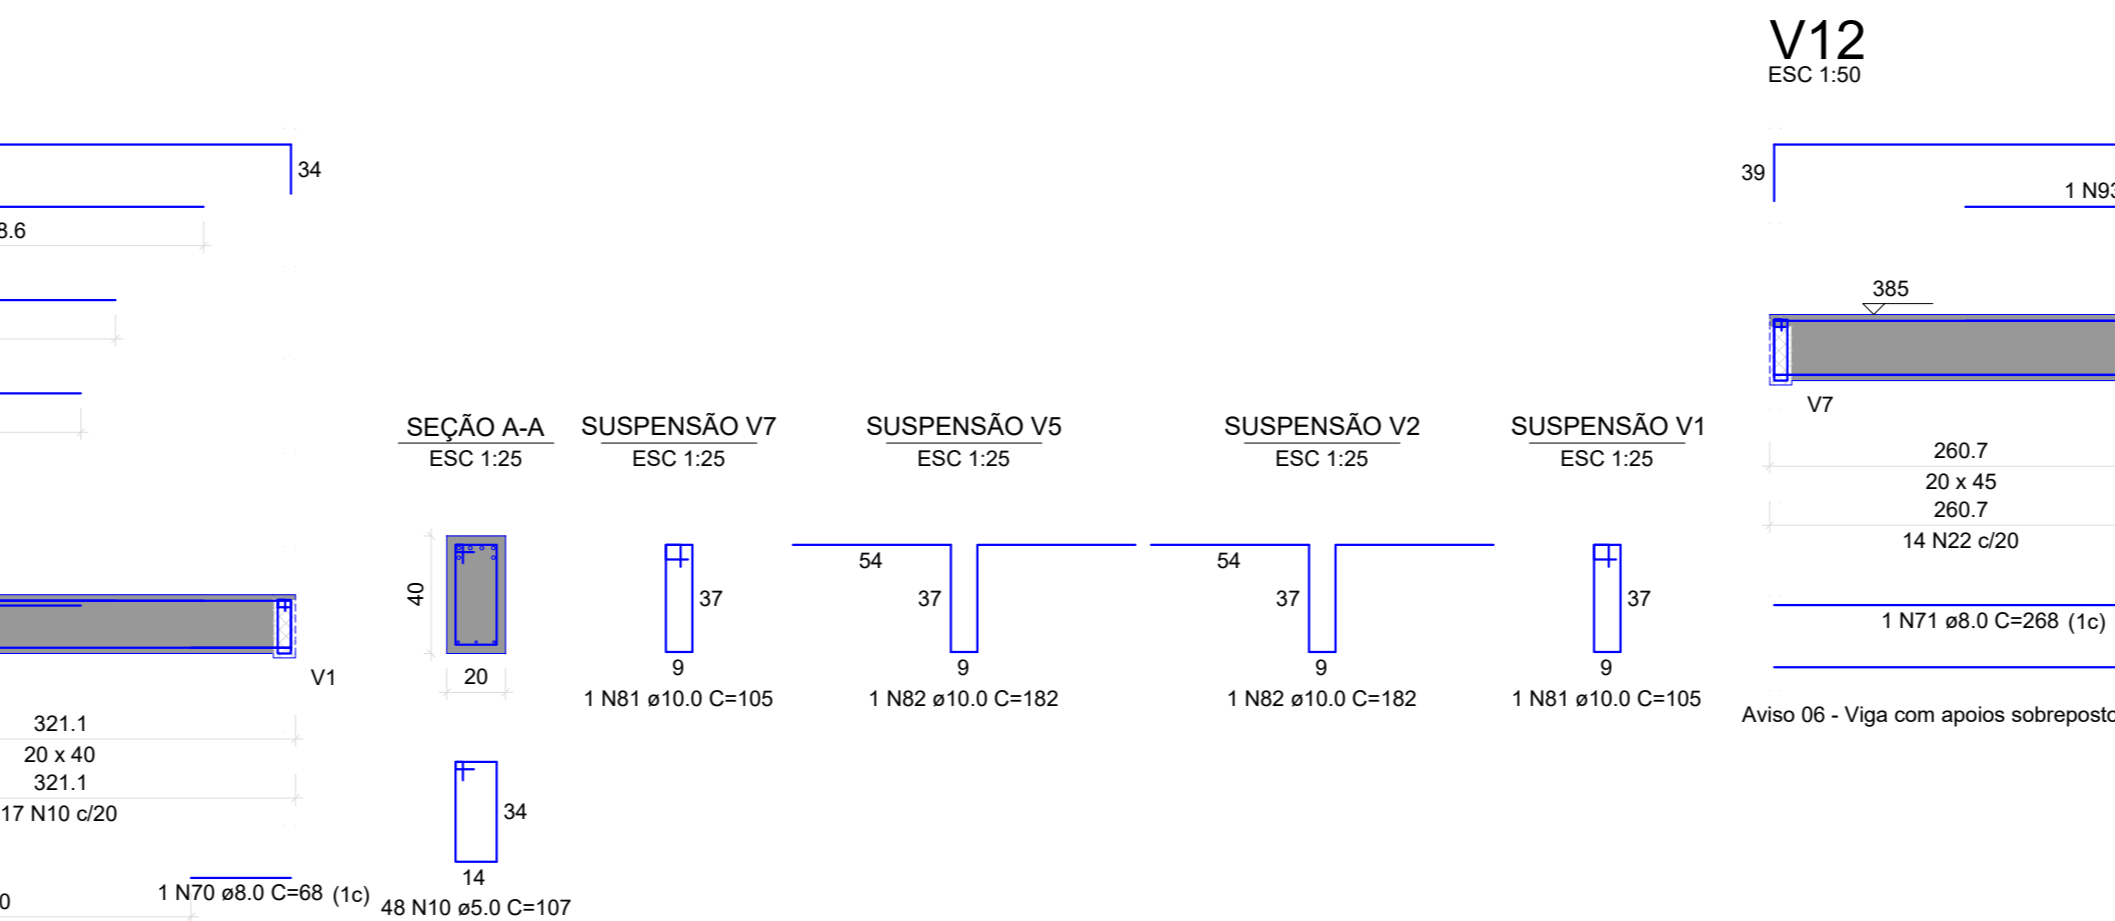 V12
ESC 1:50
34
39
1 N93
8.6
385
SEÇÃO A-A
ESC 1:25
SUSPENSÃO V7
ESC 1:25
SUSPENSÃO V5
ESC 1:25
SUSPENSÃO V2
ESC 1:25
SUSPENSÃO V1
ESC 1:25
V7
260.7
20 x 45
260.7
14 N22 c/20
40
20
37
9
1 N81 ø10.0 C=105
54
37
9
1 N82 ø10.0 C=182
54
37
9
1 N82 ø10.0 C=182
37
9
1 N81 ø10.0 C=105
1 N71 ø8.0 C=268 (1c)
V1
Aviso 06 - Viga com apoios sobreposto
321.1
20 x 40
321.1
17 N10 c/20
34
14
48 N10 ø5.0 C=107
1 N70 ø8.0 C=68 (1c)
0